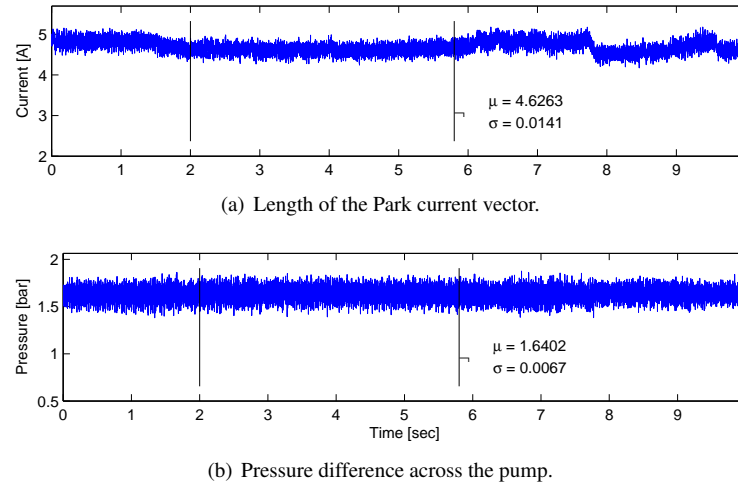 5
4
3
2
Current [A]
μ = 4.6263
σ = 0.0141
0 1 2 3 4 5 6 7 8 9
(a) Length of the Park current vector.
2
1.5
1
0.5
Pressure [bar]
μ = 1.6402
σ = 0.0067
0 1 2 3 4 5 6 7 8 9
Time [sec]
(b) Pressure difference across the pump.